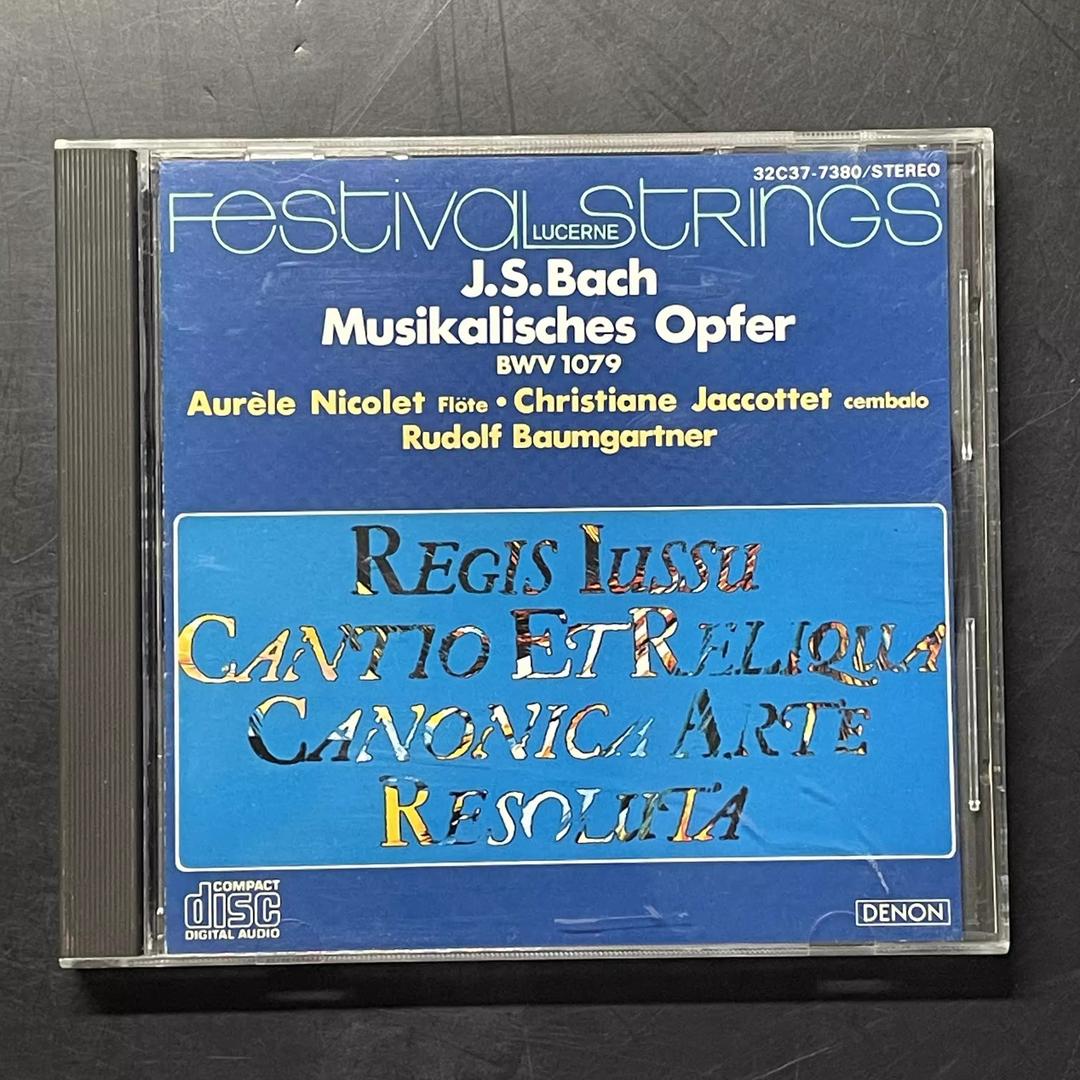 32C37-7380/STEREO
Festival LUCERNE Strings
J.S.Bach
Musikalisches Opfer
BWV 1079
Aurèle Nicolet Flöte • Christiane Jaccottet cembalo
Rudolf Baumgartner
REGIS IUSSU
CANTIO ET RELIQUA
CANONICA ARTE
RESOLUTA
COMPACT
disc
DIGITAL AUDIO
DENON